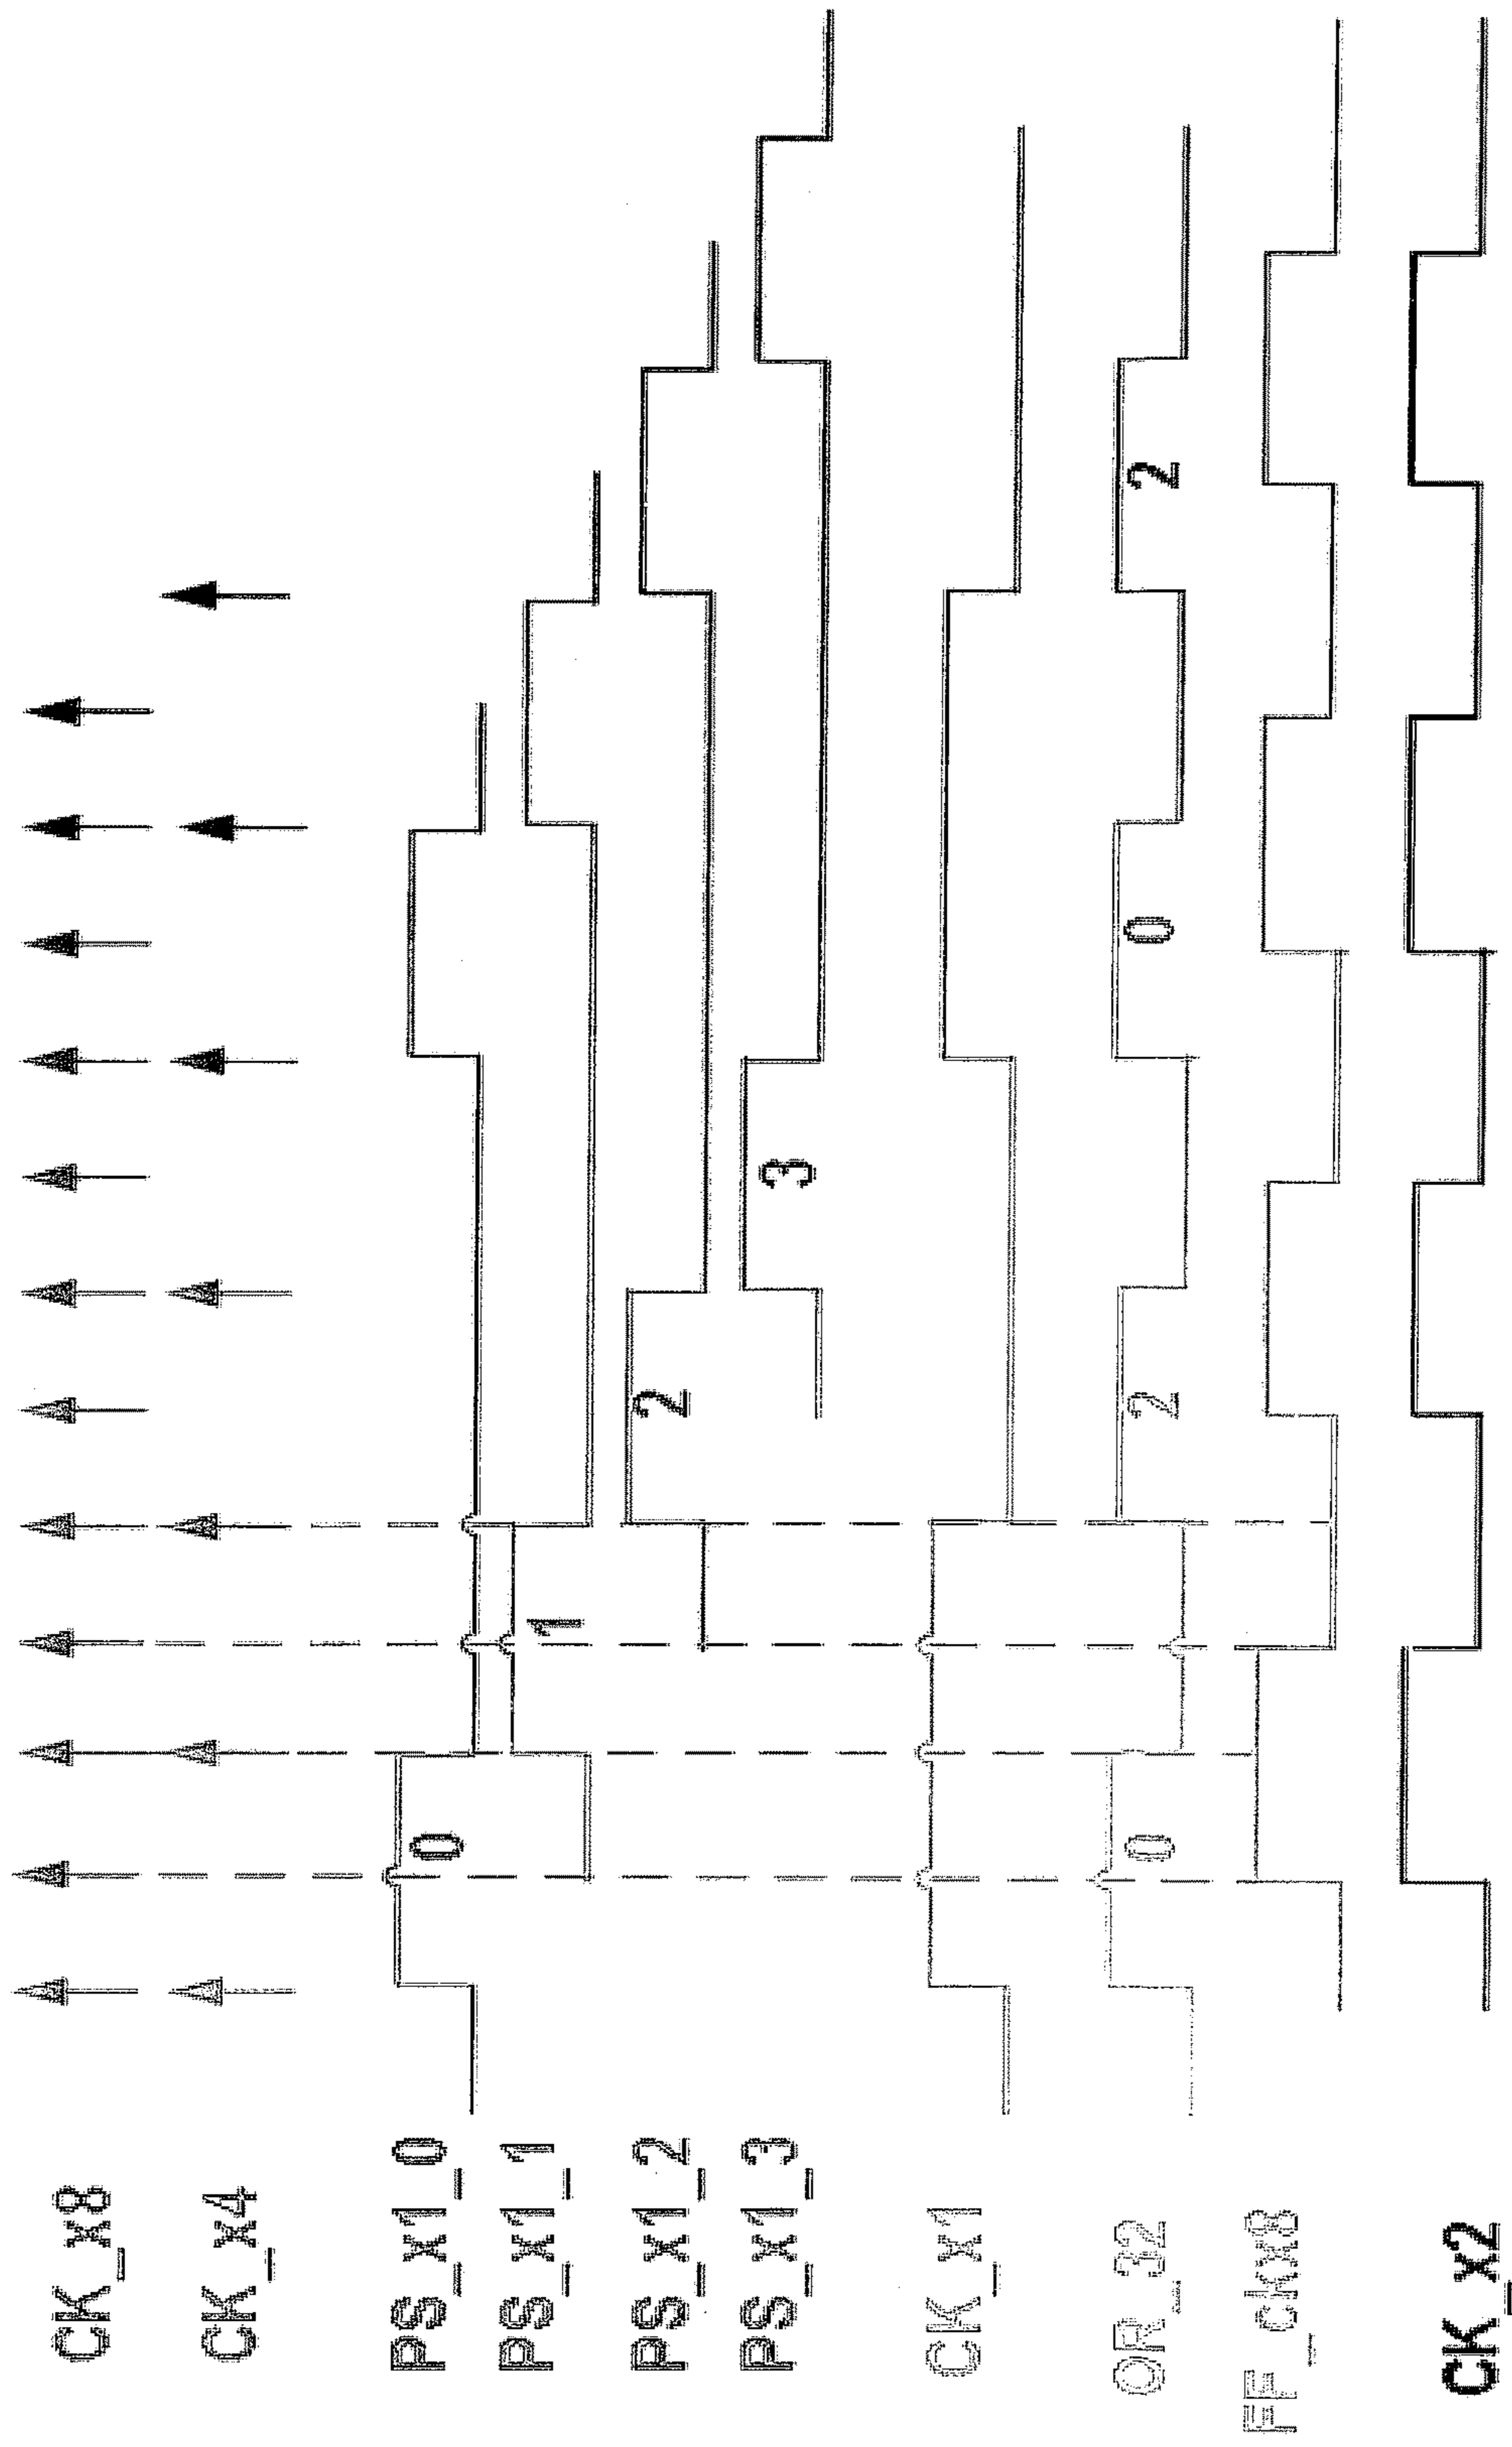 CK_x8
CK_x4
PS_x1_0
0
PS_x1_1
1
PS_x1_2
2
PS_x1_3
3
CK_x1
OR_32
0 2 0 2
FF_ckx8
CK_x2